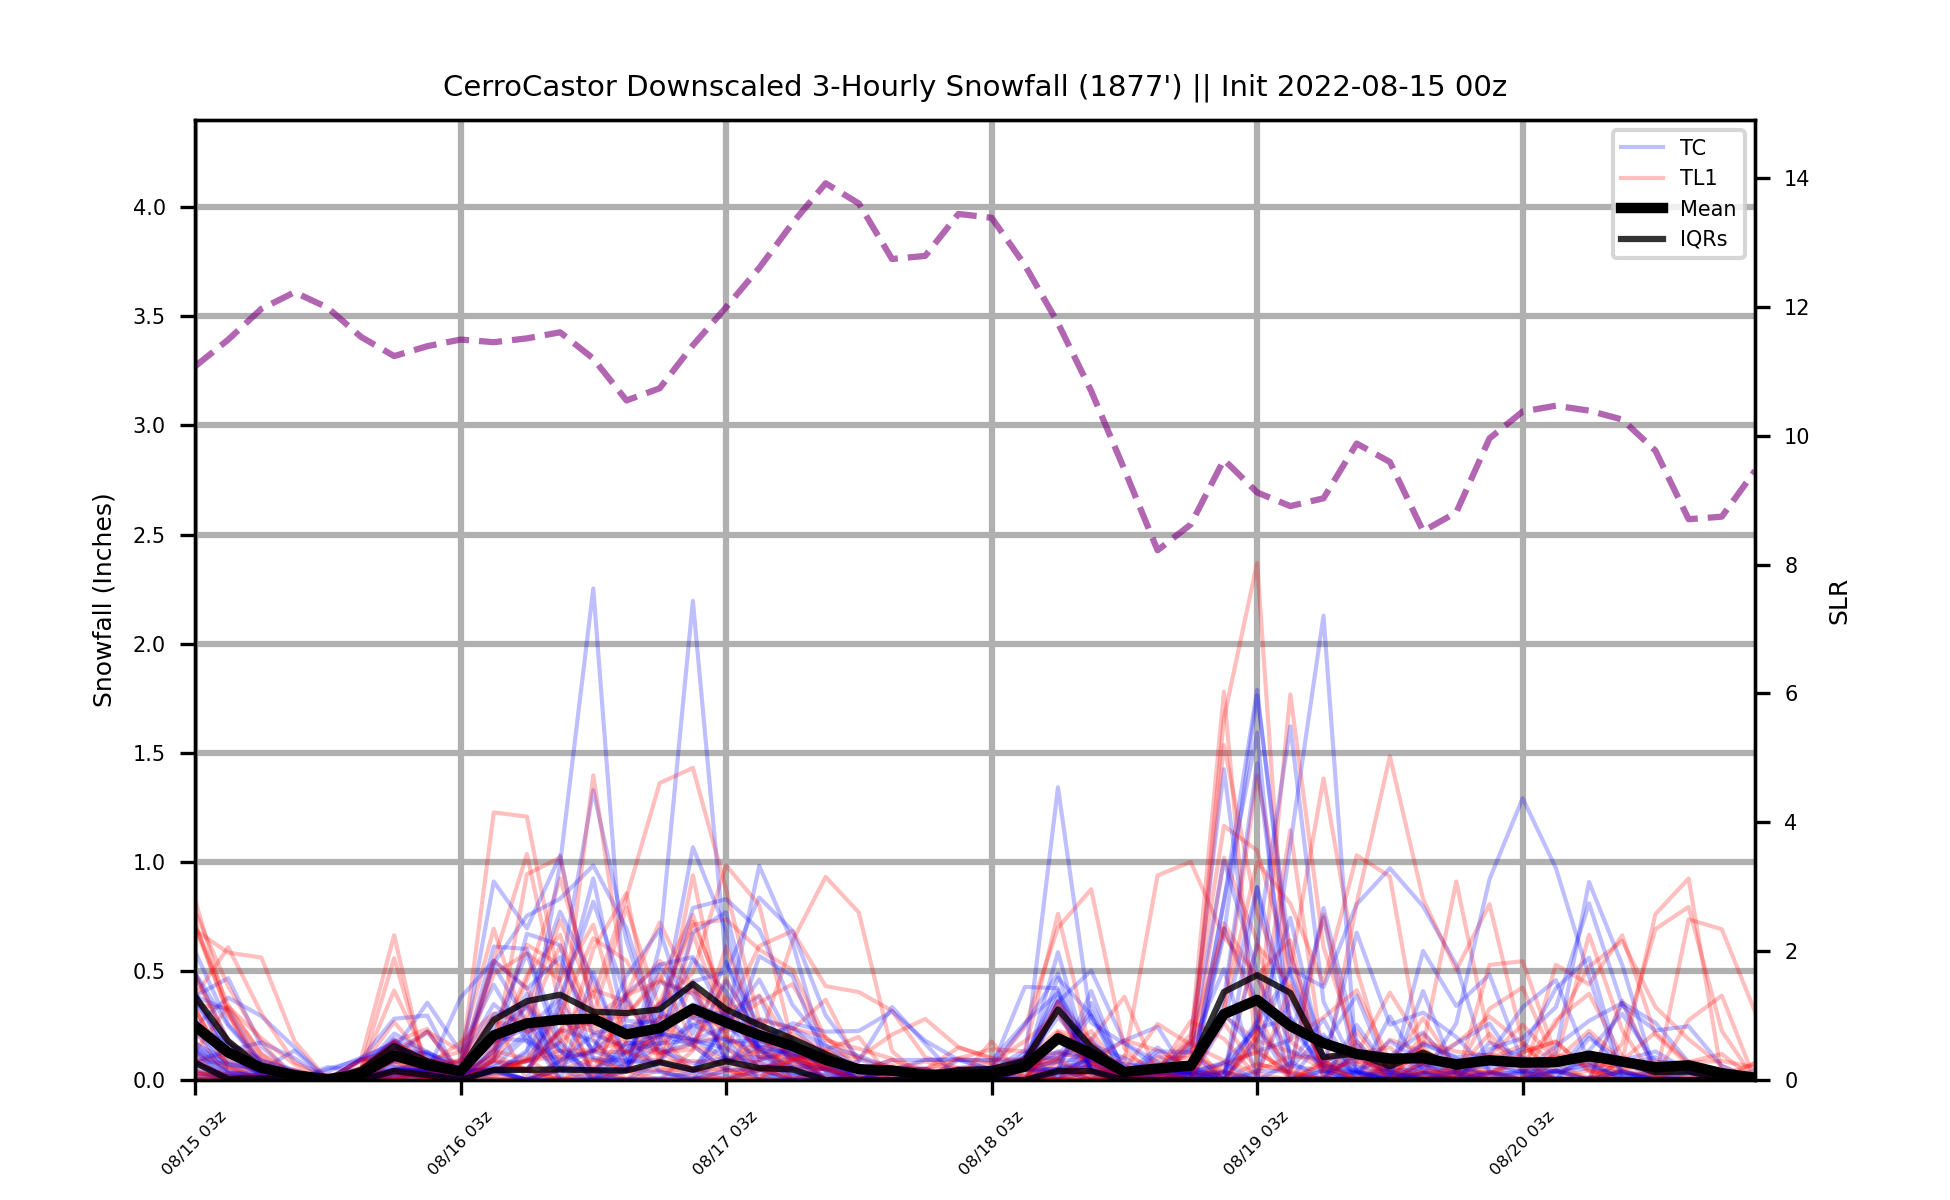 CerroCastor Downscaled 3-Hourly Snowfall (1877') || Init 2022-08-15 00z
TC
TL1
Mean
IQRs
Snowfall (Inches)
4.0
3.5
3.0
2.5
2.0
1.5
1.0
0.5
0.0
SLR
14
12
10
8
6
4
2
0
08/15 03z
08/16 03z
08/17 03z
08/18 03z
08/19 03z
08/20 03z